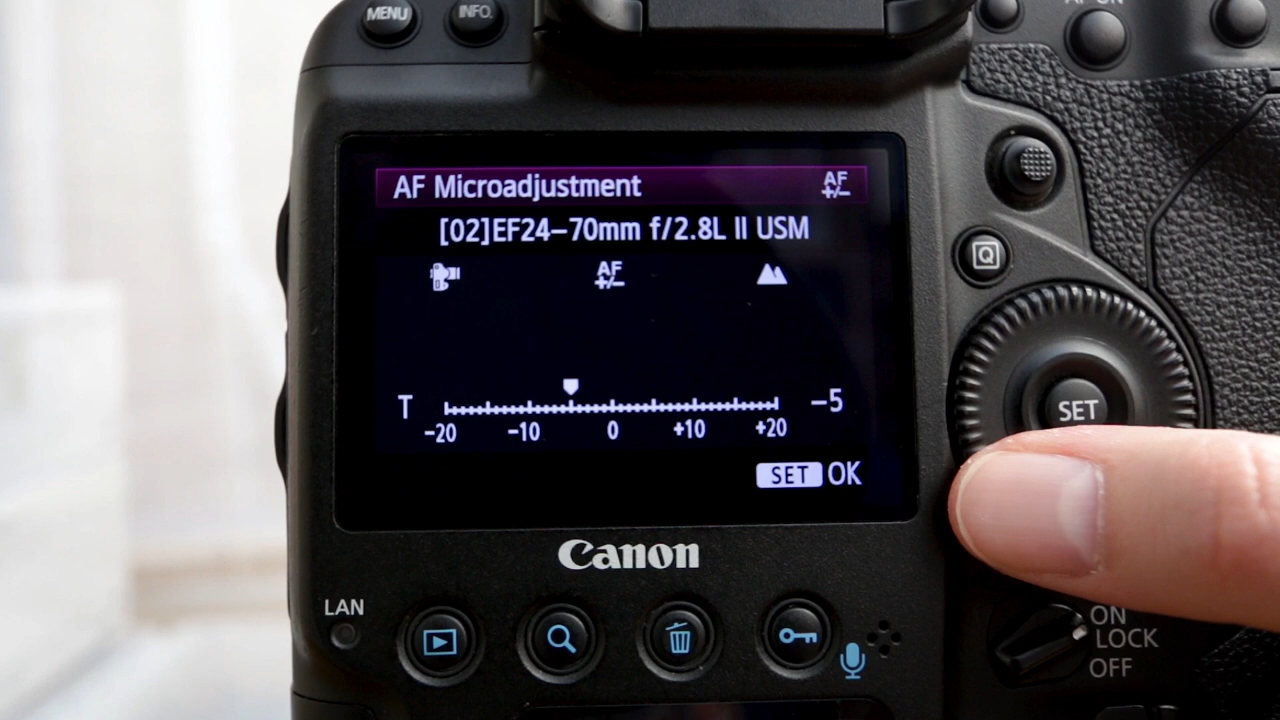 MENU
INFO.
AF Microadjustment
AF
+/−
[02]EF24−70mm f/2.8L II USM
AF
+/−
Q
T
−5
−20
−10
0
+10
+20
SET
SET OK
Canon
LAN
ON
LOCK
OFF